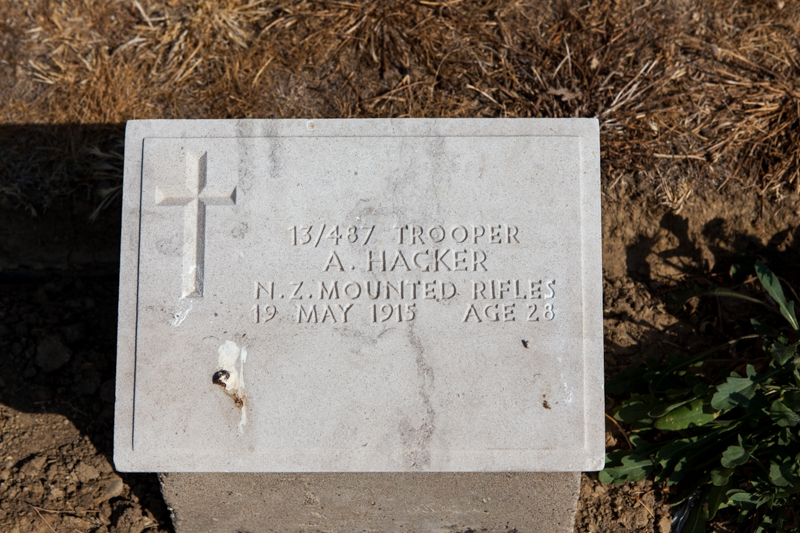 13/487 TROOPER
A. HACKER
N.Z. MOUNTED RIFLES
19 MAY 1915 AGE 28